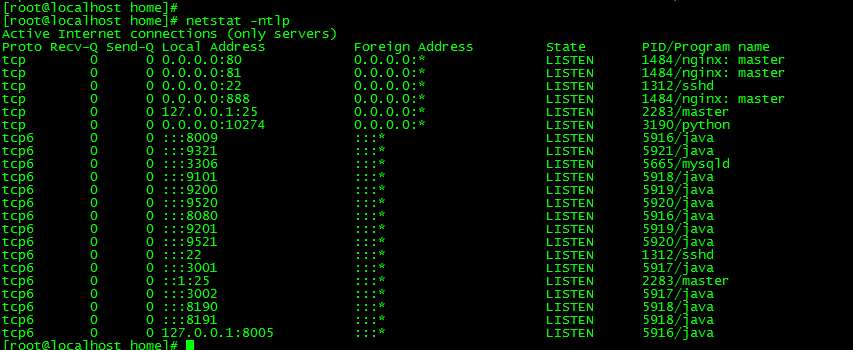 [root@localhost home]#
[root@localhost home]# netstat -ntlp
Active Internet connections (only servers)
Proto Recv-Q Send-Q Local Address           Foreign Address         State       PID/Program name
tcp        0      0 0.0.0.0:80              0.0.0.0:*               LISTEN      1484/nginx: master
tcp        0      0 0.0.0.0:81              0.0.0.0:*               LISTEN      1484/nginx: master
tcp        0      0 0.0.0.0:22              0.0.0.0:*               LISTEN      1312/sshd
tcp        0      0 0.0.0.0:888             0.0.0.0:*               LISTEN      1484/nginx: master
tcp        0      0 127.0.0.1:25            0.0.0.0:*               LISTEN      2283/master
tcp        0      0 0.0.0.0:10274           0.0.0.0:*               LISTEN      3190/python
tcp6       0      0 :::8009                 :::*                    LISTEN      5916/java
tcp6       0      0 :::9321                 :::*                    LISTEN      5921/java
tcp6       0      0 :::3306                 :::*                    LISTEN      5665/mysqld
tcp6       0      0 :::9101                 :::*                    LISTEN      5918/java
tcp6       0      0 :::9200                 :::*                    LISTEN      5919/java
tcp6       0      0 :::9520                 :::*                    LISTEN      5920/java
tcp6       0      0 :::8080                 :::*                    LISTEN      5916/java
tcp6       0      0 :::9201                 :::*                    LISTEN      5919/java
tcp6       0      0 :::9521                 :::*                    LISTEN      5920/java
tcp6       0      0 :::22                   :::*                    LISTEN      1312/sshd
tcp6       0      0 :::3001                 :::*                    LISTEN      5917/java
tcp6       0      0 ::1:25                  :::*                    LISTEN      2283/master
tcp6       0      0 :::3002                 :::*                    LISTEN      5917/java
tcp6       0      0 :::8190                 :::*                    LISTEN      5918/java
tcp6       0      0 :::8191                 :::*                    LISTEN      5918/java
tcp6       0      0 127.0.0.1:8005          :::*                    LISTEN      5916/java
[root@localhost home]#